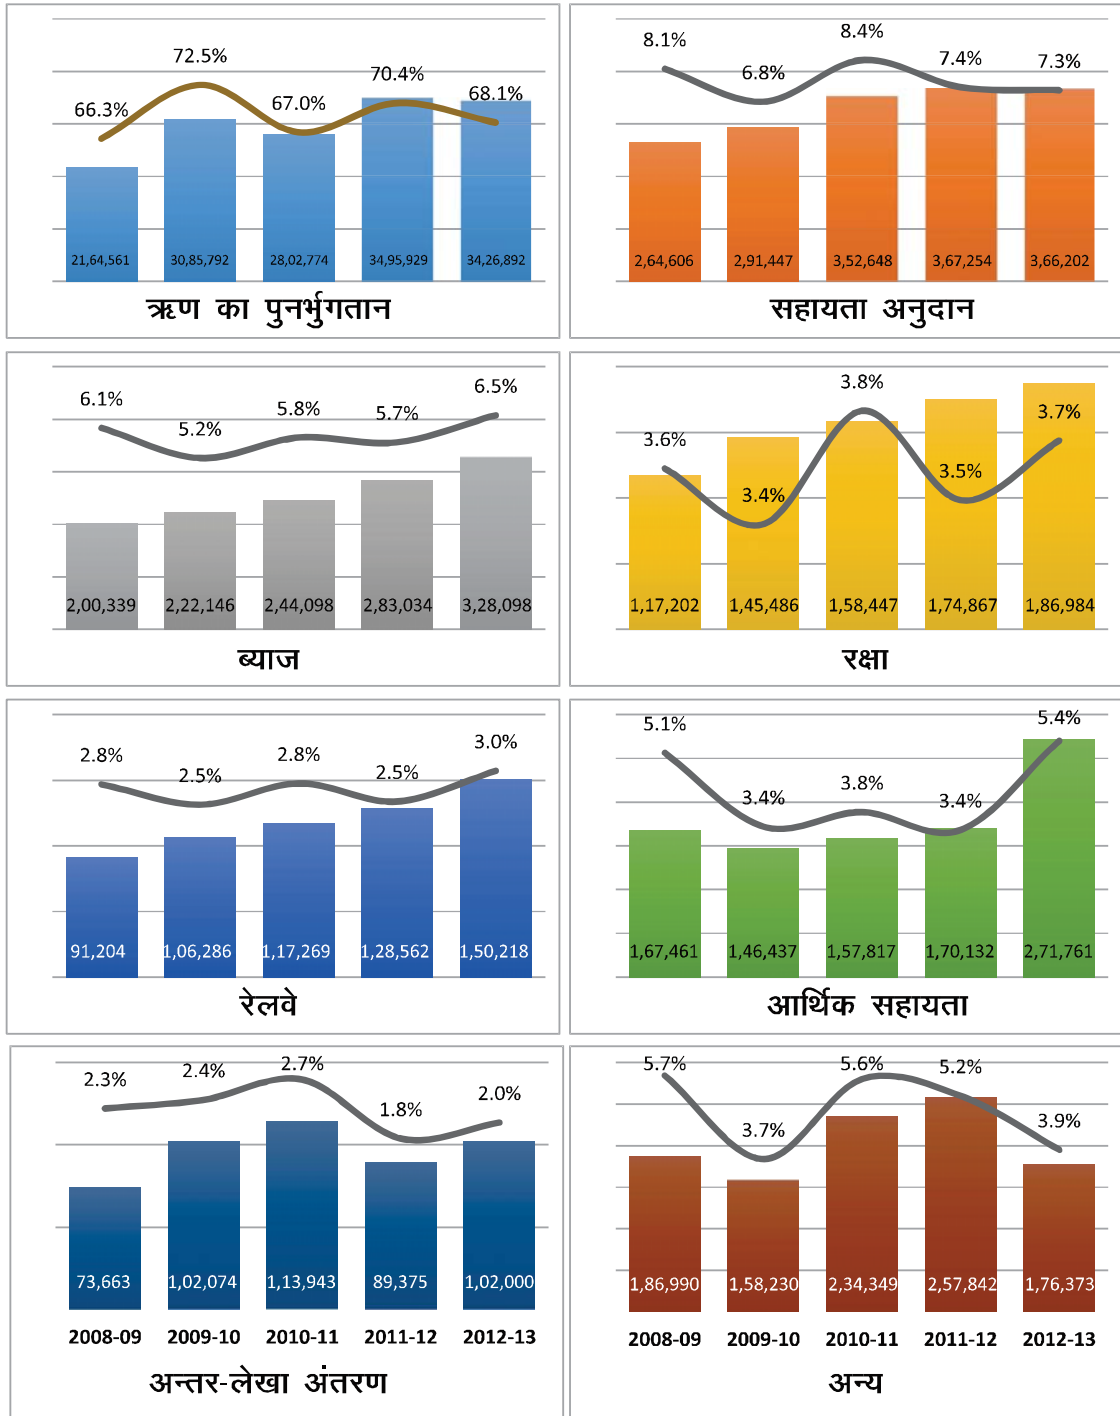 66.3% 72.5% 67.0% 70.4% 68.1%
21,64,561 30,85,792 28,02,774 34,95,929 34,26,892
ऋण का पुनर्भुगतान
8.1% 6.8% 8.4% 7.4% 7.3%
2,64,606 2,91,447 3,52,648 3,67,254 3,66,202
सहायता अनुदान
6.1% 5.2% 5.8% 5.7% 6.5%
2,00,339 2,22,146 2,44,098 2,83,034 3,28,098
ब्याज
3.6% 3.4% 3.8% 3.5% 3.7%
1,17,202 1,45,486 1,58,447 1,74,867 1,86,984
रक्षा
2.8% 2.5% 2.8% 2.5% 3.0%
91,204 1,06,286 1,17,269 1,28,562 1,50,218
रेलवे
5.1% 3.4% 3.8% 3.4% 5.4%
1,67,461 1,46,437 1,57,817 1,70,132 2,71,761
आर्थिक सहायता
2.3% 2.4% 2.7% 1.8% 2.0%
73,663 1,02,074 1,13,943 89,375 1,02,000
2008-09 2009-10 2010-11 2011-12 2012-13
अन्तर-लेखा अंतरण
5.7% 3.7% 5.6% 5.2% 3.9%
1,86,990 1,58,230 2,34,349 2,57,842 1,76,373
2008-09 2009-10 2010-11 2011-12 2012-13
अन्य